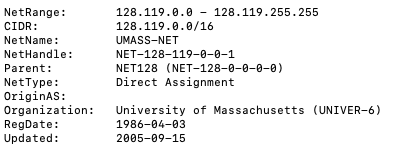 NetRange:       128.119.0.0 - 128.119.255.255
CIDR:           128.119.0.0/16
NetName:        UMASS-NET
NetHandle:      NET-128-119-0-0-1
Parent:         NET128 (NET-128-0-0-0-0)
NetType:        Direct Assignment
OriginAS:
Organization:   University of Massachusetts (UNIVER-6)
RegDate:        1986-04-03
Updated:        2005-09-15